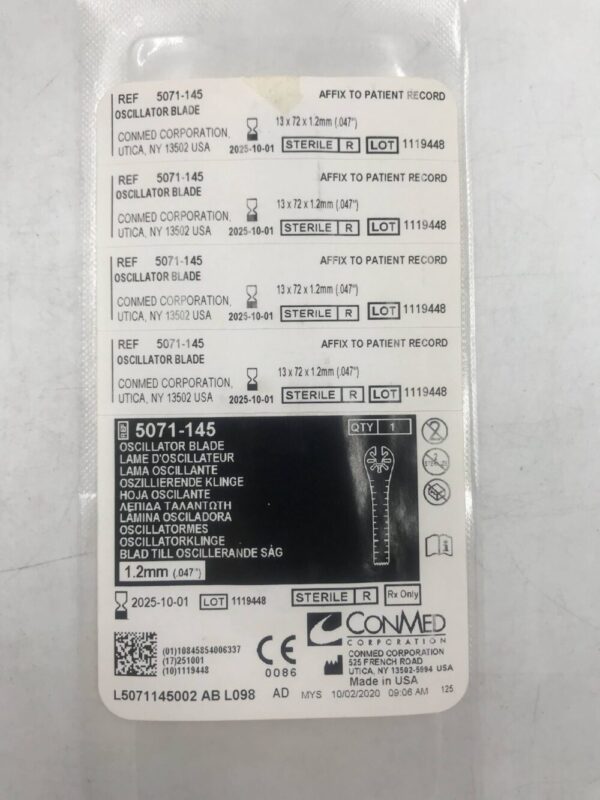 REF 5071-145 AFFIX TO PATIENT RECORD
OSCILLATOR BLADE
13 x 72 x 1.2mm (.047")
CONMED CORPORATION,
UTICA, NY 13502 USA 2025-10-01 STERILE R LOT 1119448
REF 5071-145 AFFIX TO PATIENT RECORD
OSCILLATOR BLADE
13 x 72 x 1.2mm (.047")
CONMED CORPORATION,
UTICA, NY 13502 USA 2025-10-01 STERILE R LOT 1119448
REF 5071-145 AFFIX TO PATIENT RECORD
OSCILLATOR BLADE
13 x 72 x 1.2mm (.047")
CONMED CORPORATION,
UTICA, NY 13502 USA 2025-10-01 STERILE R LOT 1119448
REF 5071-145 AFFIX TO PATIENT RECORD
OSCILLATOR BLADE
13 x 72 x 1.2mm (.047")
CONMED CORPORATION,
UTICA, NY 13502 USA 2025-10-01 STERILE R LOT 1119448
REF 5071-145 QTY 1
OSCILLATOR BLADE
LAME D'OSCILLATEUR
LAMA OSCILLANTE
OSZILLIERENDE KLINGE
HOJA OSCILANTE
ΛΕΠΙΔΑ ΤΑΛΑΝΤΩΤΗ
LÂMINA OSCILADORA
OSCILLATORMES
OSCILLATORKLINGE
BLAD TILL OSCILLERANDE SÅG
1.2mm (.047")
2025-10-01 LOT 1119448 STERILE R Rx Only
CONMED
CORPORATION
(01)10845854006337
(17)251001
(10)1119448
CE
0086
CONMED CORPORATION
525 FRENCH ROAD
UTICA, NY 13502-5994 USA
Made in USA
L5071145002 AB L098 AD MYS 10/02/2020 09:06 AM 125